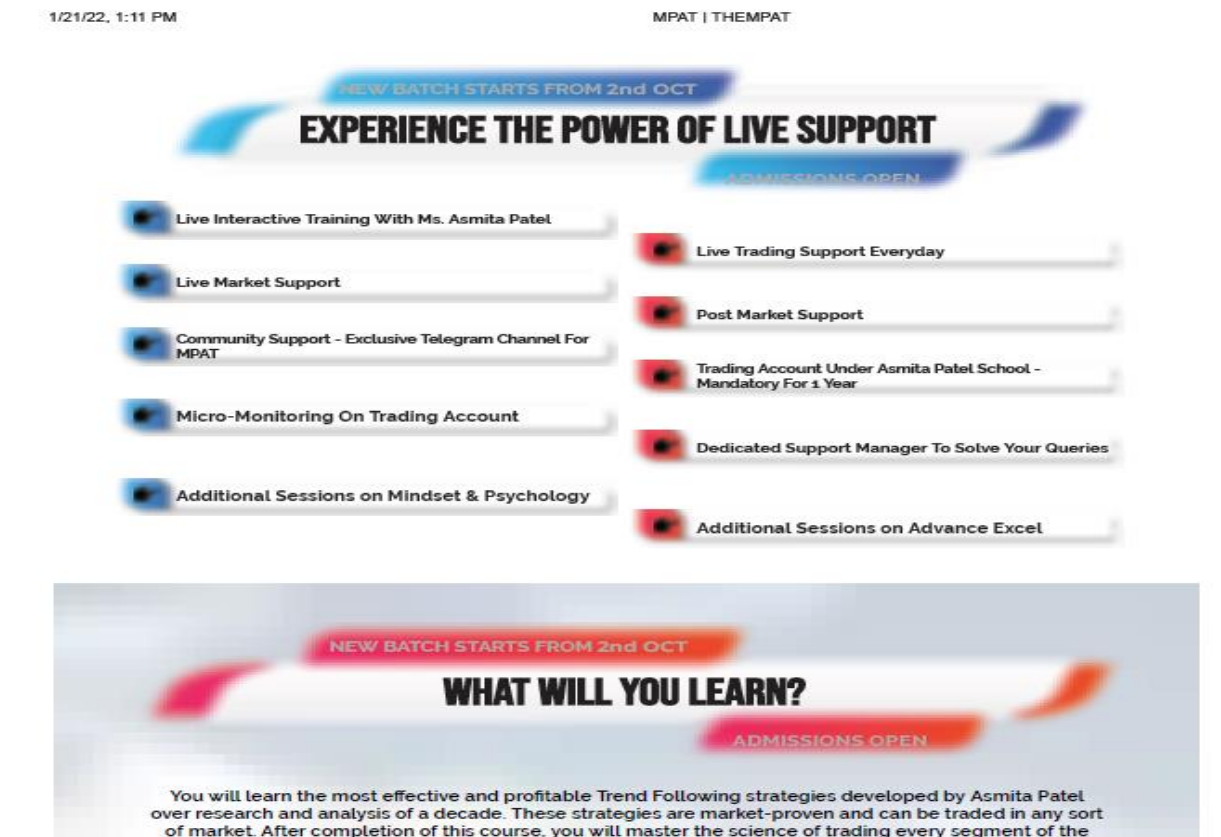 1/21/22, 1:11 PM
MPAT | THEMPAT
NEW BATCH STARTS FROM 2nd OCT
EXPERIENCE THE POWER OF LIVE SUPPORT
ADMISSIONS OPEN
Live Interactive Training With Ms. Asmita Patel
Live Market Support
Community Support - Exclusive Telegram Channel For
MPAT
Micro-Monitoring On Trading Account
Additional Sessions on Mindset & Psychology
Live Trading Support Everyday
Post Market Support
Trading Account Under Asmita Patel School -
Mandatory For 1 Year
Dedicated Support Manager To Solve Your Queries
Additional Sessions on Advance Excel
NEW BATCH STARTS FROM 2nd OCT
WHAT WILL YOU LEARN?
ADMISSIONS OPEN
You will learn the most effective and profitable Trend Following strategies developed by Asmita Patel
over research and analysis of a decade. These strategies are market-proven and can be traded in any sort
of market. After completion of this course, you will master the science of trading every segment of the